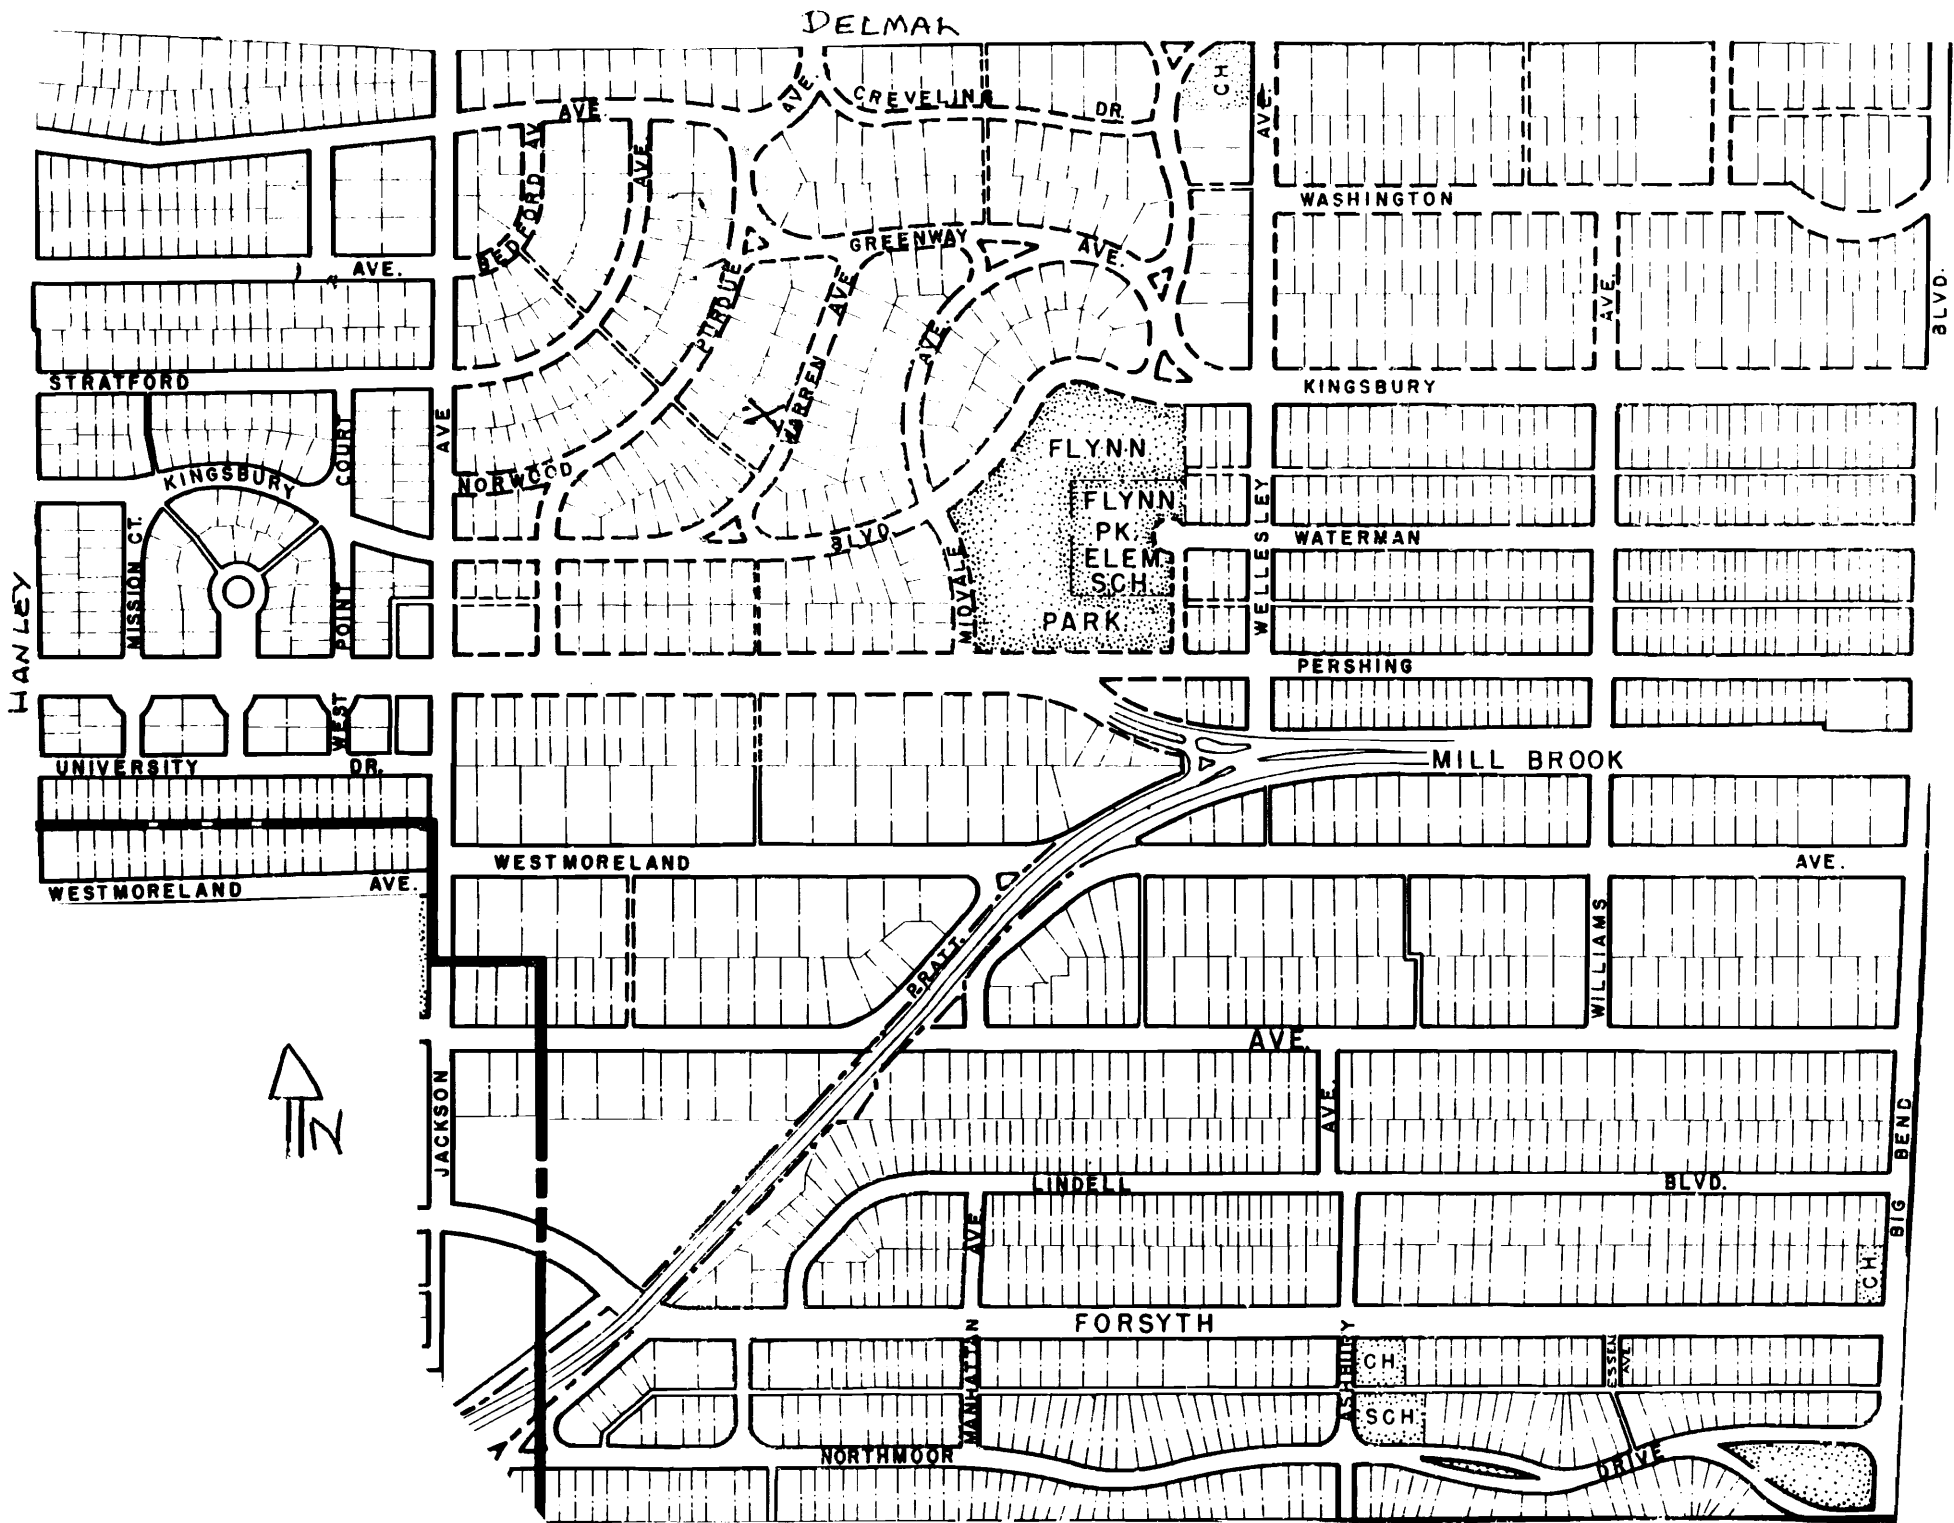 DELMAR
CREVELING
DR.
CH
AVE.
AVE.
AVE.
BEDFORD AV.
AVE.
WASHINGTON
GREENWAY
AVE.
AVE.
PURDUE
AVE
AVE.
AVE.
BLVD.
STRATFORD
WARREN
KINGSBURY
KINGSBURY
COURT
AVE
NORWOOD
FLYNN
FLYNN
PK.
ELEM.
SCH.
PARK
BLVD.
WELLESLEY
WATERMAN
HANLEY
MISSION CT.
POINT
MIDVALE
PERSHING
WEST
UNIVERSITY
DR.
MILL BROOK
WESTMORELAND
AVE.
WESTMORELAND
AVE.
PRATT
WILLIAMS
AVE.
N
JACKSON
AVE.
BEND
LINDELL
BLVD.
AVE
BIG
CH
FORSYTH
MANHATTAN
ASHBURY
CH.
ESSEN
AVE.
SCH.
NORTHMOOR
DRIVE